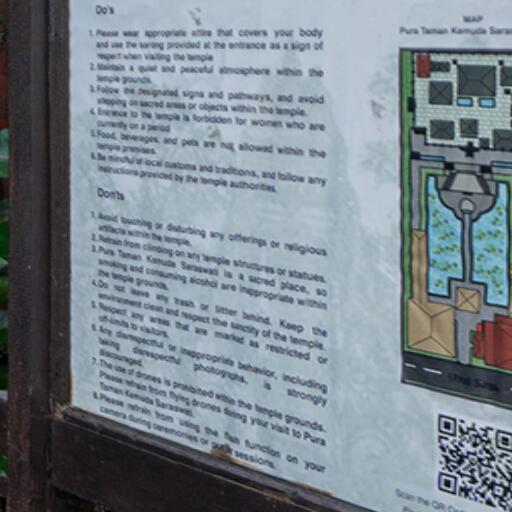 Do's
1. Please wear appropriate attire that covers your body
and use the sarong provided at the entrance as a sign of
respect when visiting the temple
2. Maintain a quiet and peaceful atmosphere within the
temple grounds.
3. Follow the designated signs and pathways, and avoid
stepping on sacred areas or objects within the temple.
4. Entrance to the temple is forbidden for women who are
currently on a period
5. Food, beverages, and pets are not allowed within the
temple premises.
6. Be mindful of local customs and traditions, and follow any
instructions provided by the temple authorities.
Don'ts
1. Avoid touching or disturbing any offerings or religious
artifacts within the temple.
2. Refrain from climbing on any temple structures or statues.
3. Pura Taman Kamuda Saraswati is a sacred place, so
smoking and consuming alcohol are inappropriate within
the temple grounds.
4. Do not leave any trash or litter behind. Keep the
environment clean and respect the sanctity of the temple.
5. Respect any areas that are marked as restricted or
off-limits to visitors.
6. Any disrespectful or inappropriate behavior, including
taking disrespectful photographs, is strongly
discouraged.
7. The use of drones is prohibited within the temple grounds.
Please refrain from flying drones during your visit to Pura
Taman Kamuda Saraswati.
8. Please refrain from using the flash function on your
camera during ceremonies or sessions.
MAP
Pura Taman Kamuda Saras
Scan the QR